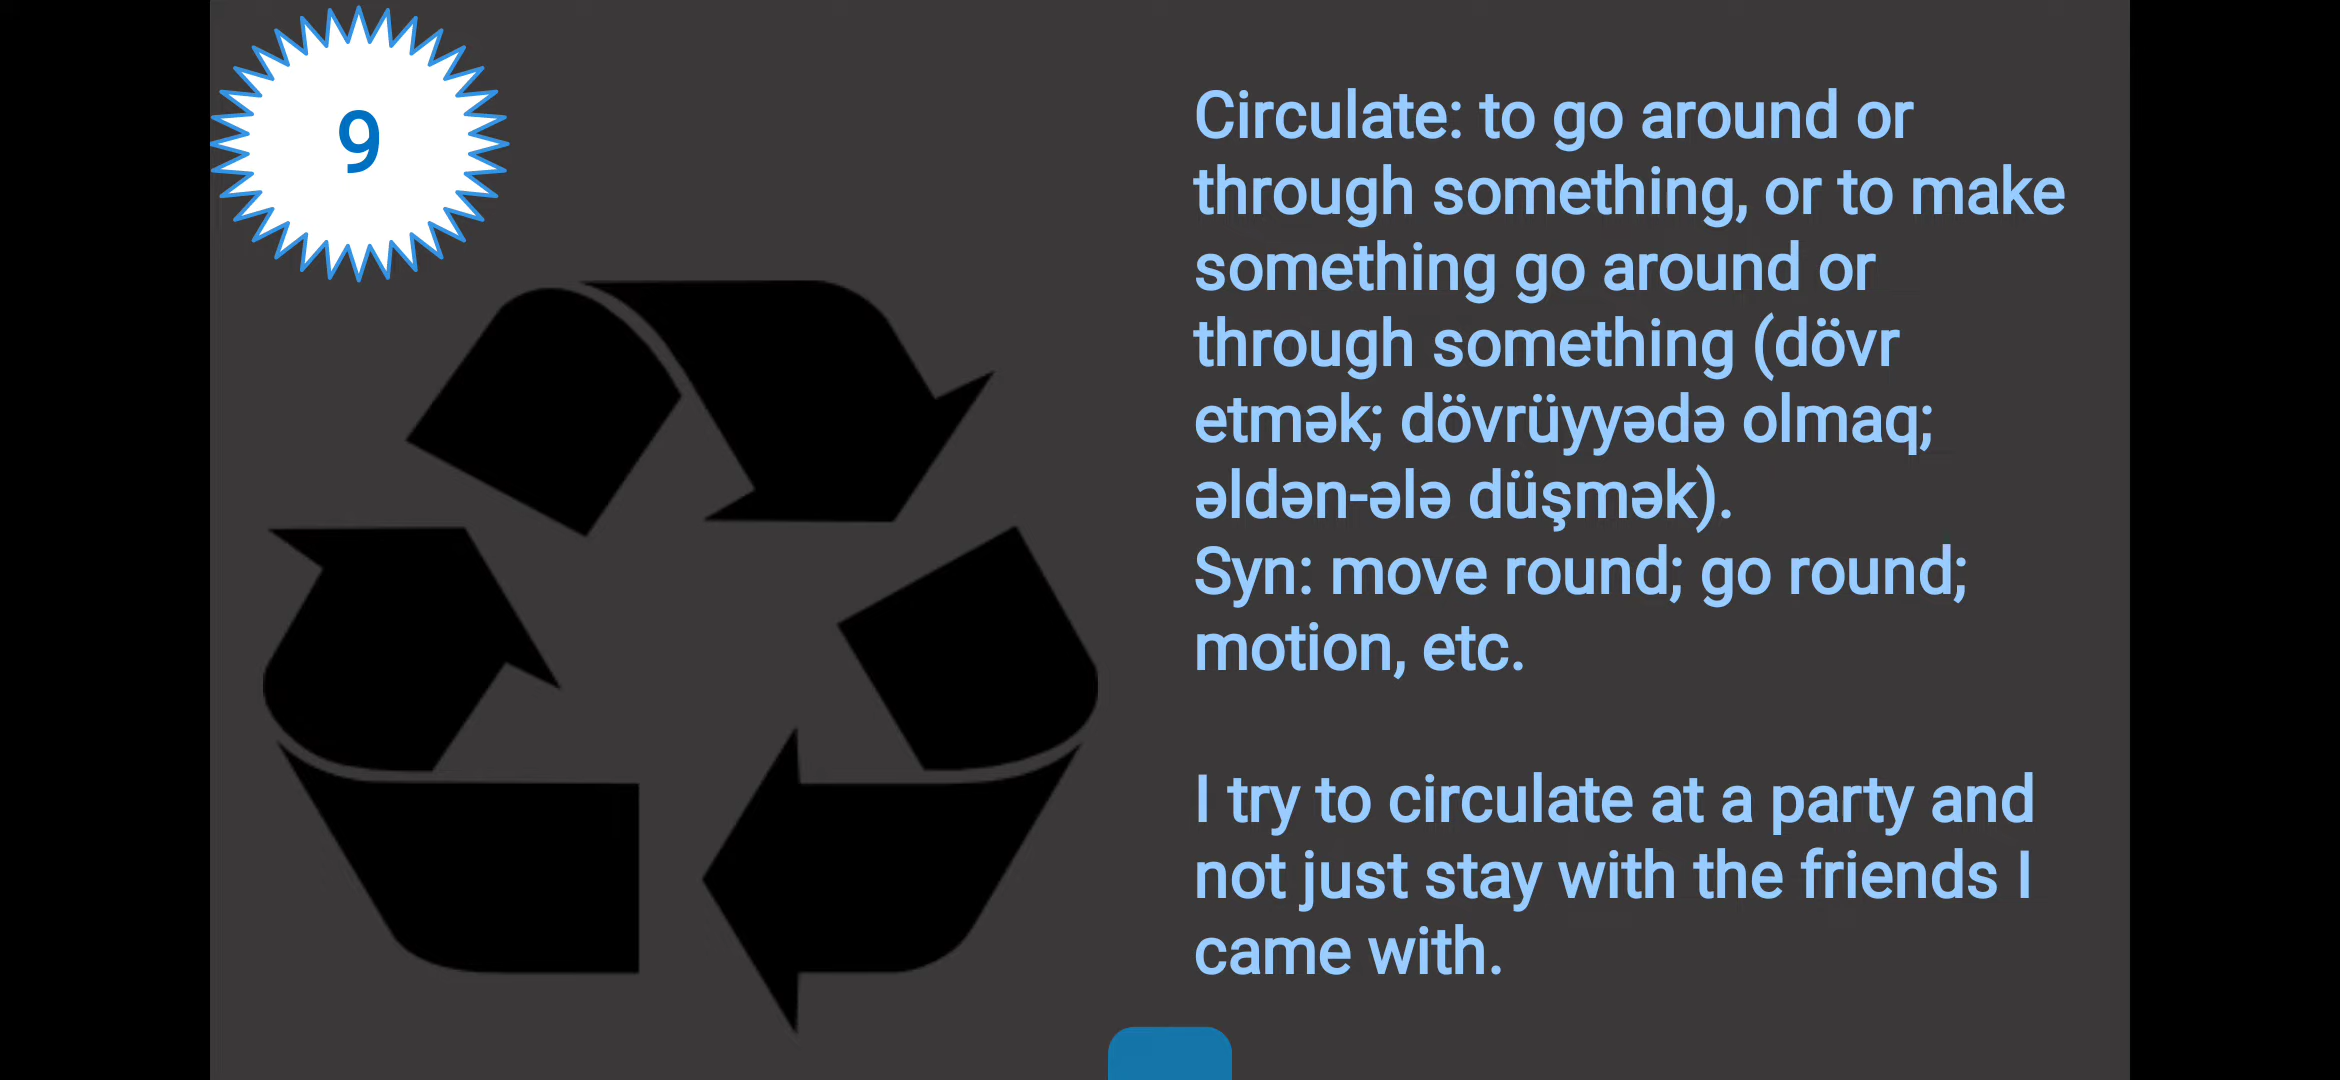 9
Circulate: to go around or
through something, or to make
something go around or
through something (dövr
etmək; dövrüyyədə olmaq;
əldən-ələ düşmək).
Syn: move round; go round;
motion, etc.
I try to circulate at a party and
not just stay with the friends I
came with.